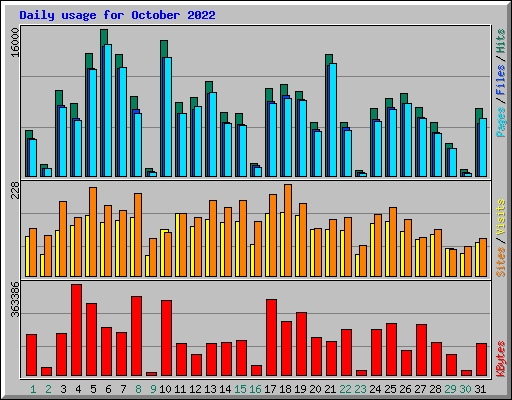 Daily usage for October 2022
16000
Pages / Files / Hits
228
Sites / Visits
363386
KBytes
1 2 3 4 5 6 7 8 9 10 11 12 13 14 15 16 17 18 19 20 21 22 23 24 25 26 27 28 29 30 31